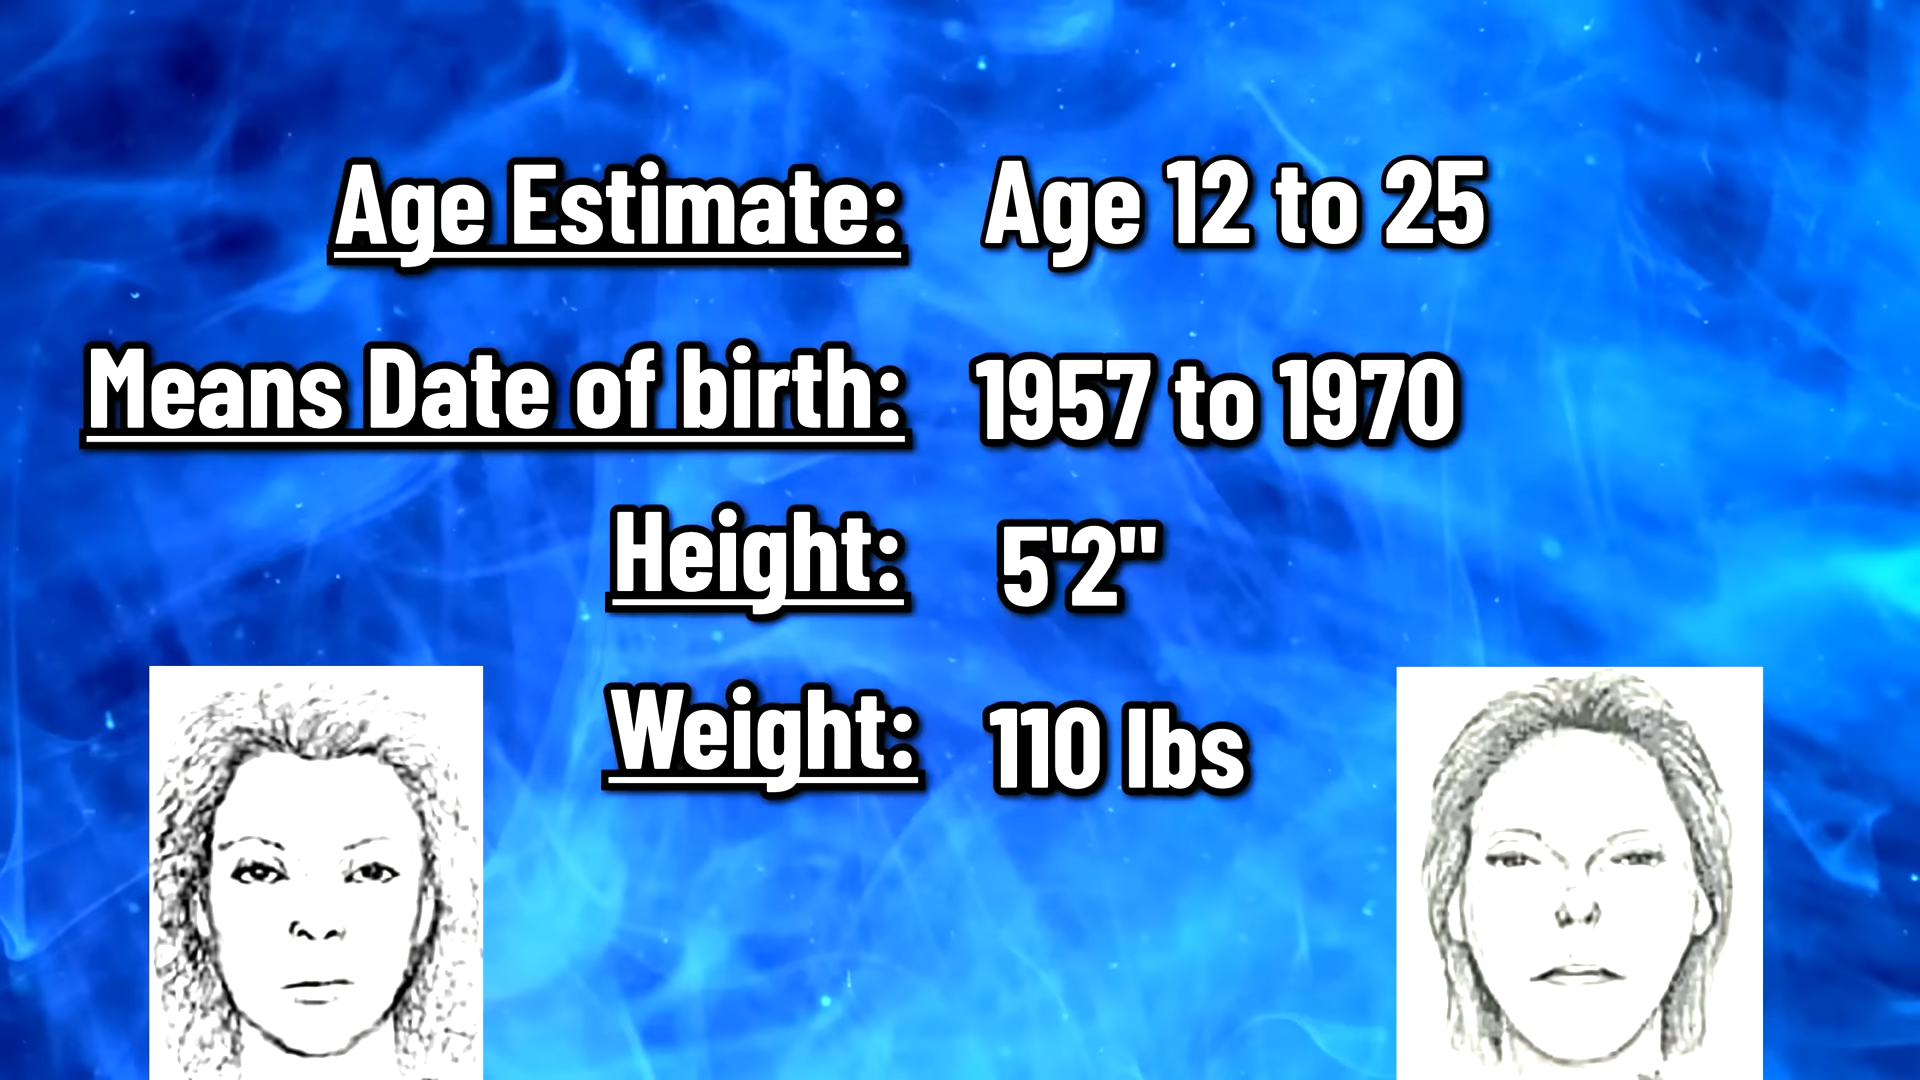 Age Estimate: Age 12 to 25
Means Date of birth: 1957 to 1970
Height: 5'2"
Weight: 110 lbs